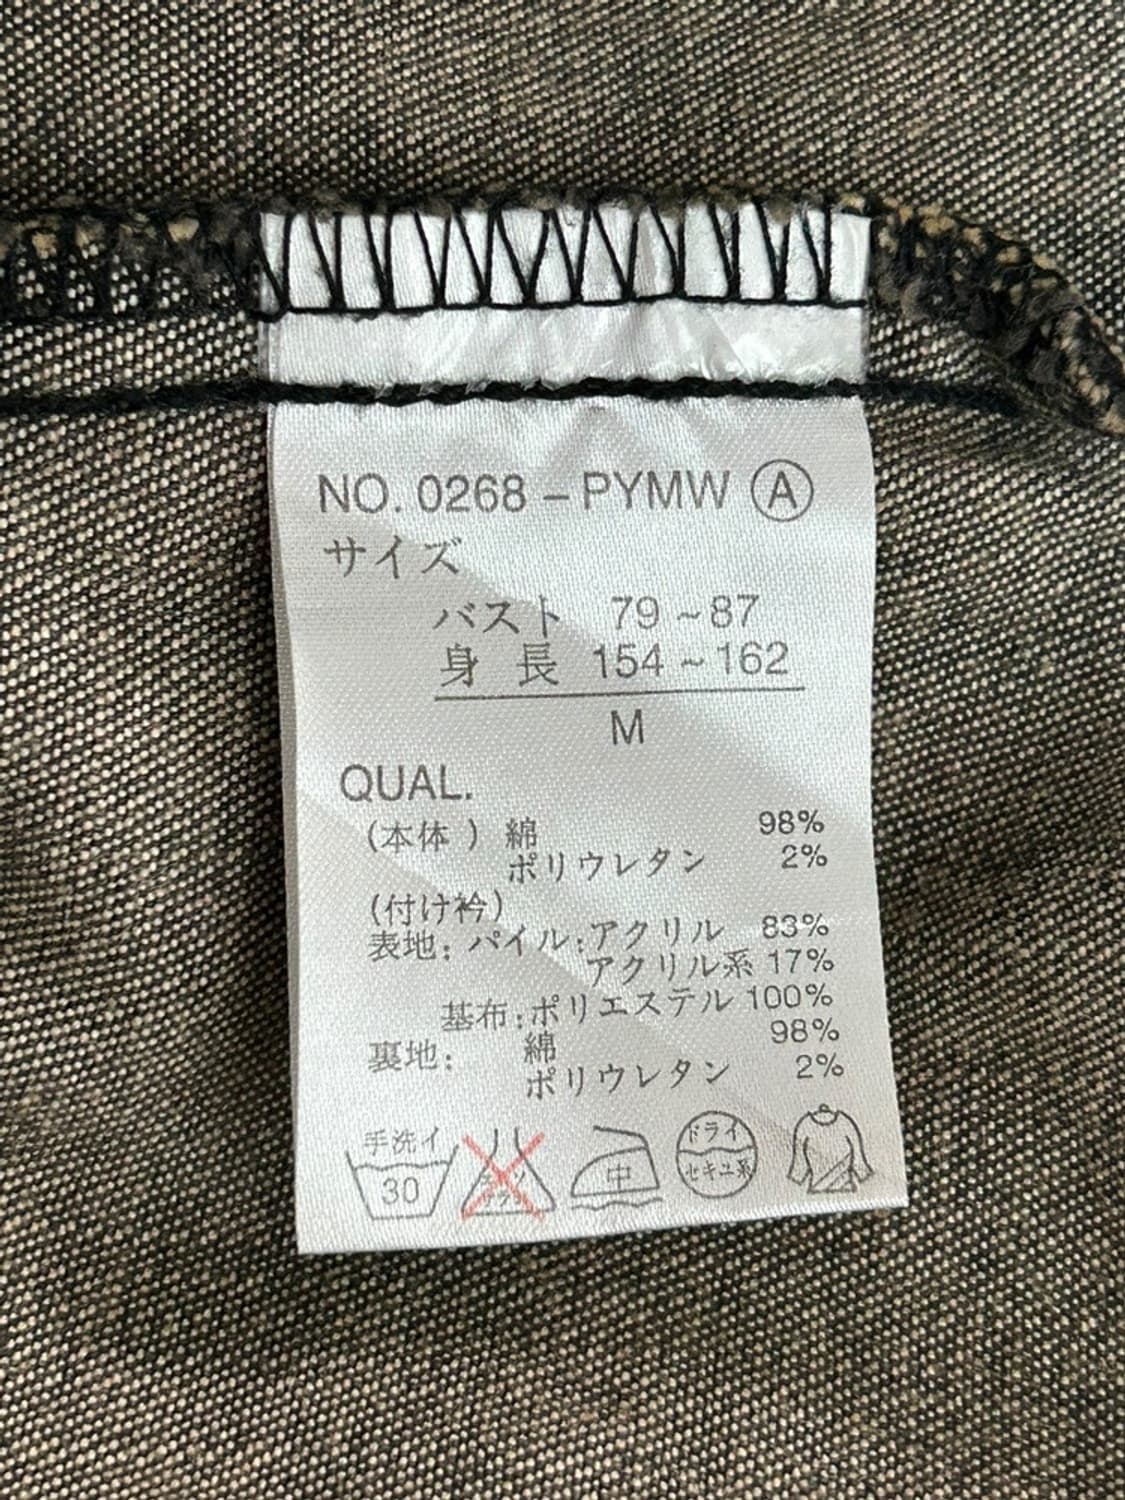 NO. 0268 – PYMW Ⓐ
サイズ
バスト 79 ~ 87
身 長 154 ~ 162
M
QUAL.
(本体 ) 綿 98%
ポリウレタン 2%
(付け衿)
表地: パイル:アクリル 83%
アクリル系 17%
基布:ポリエステル 100%
裏地: 綿 98%
ポリウレタン 2%
手洗イ
30
中
ドライ
セキユ系